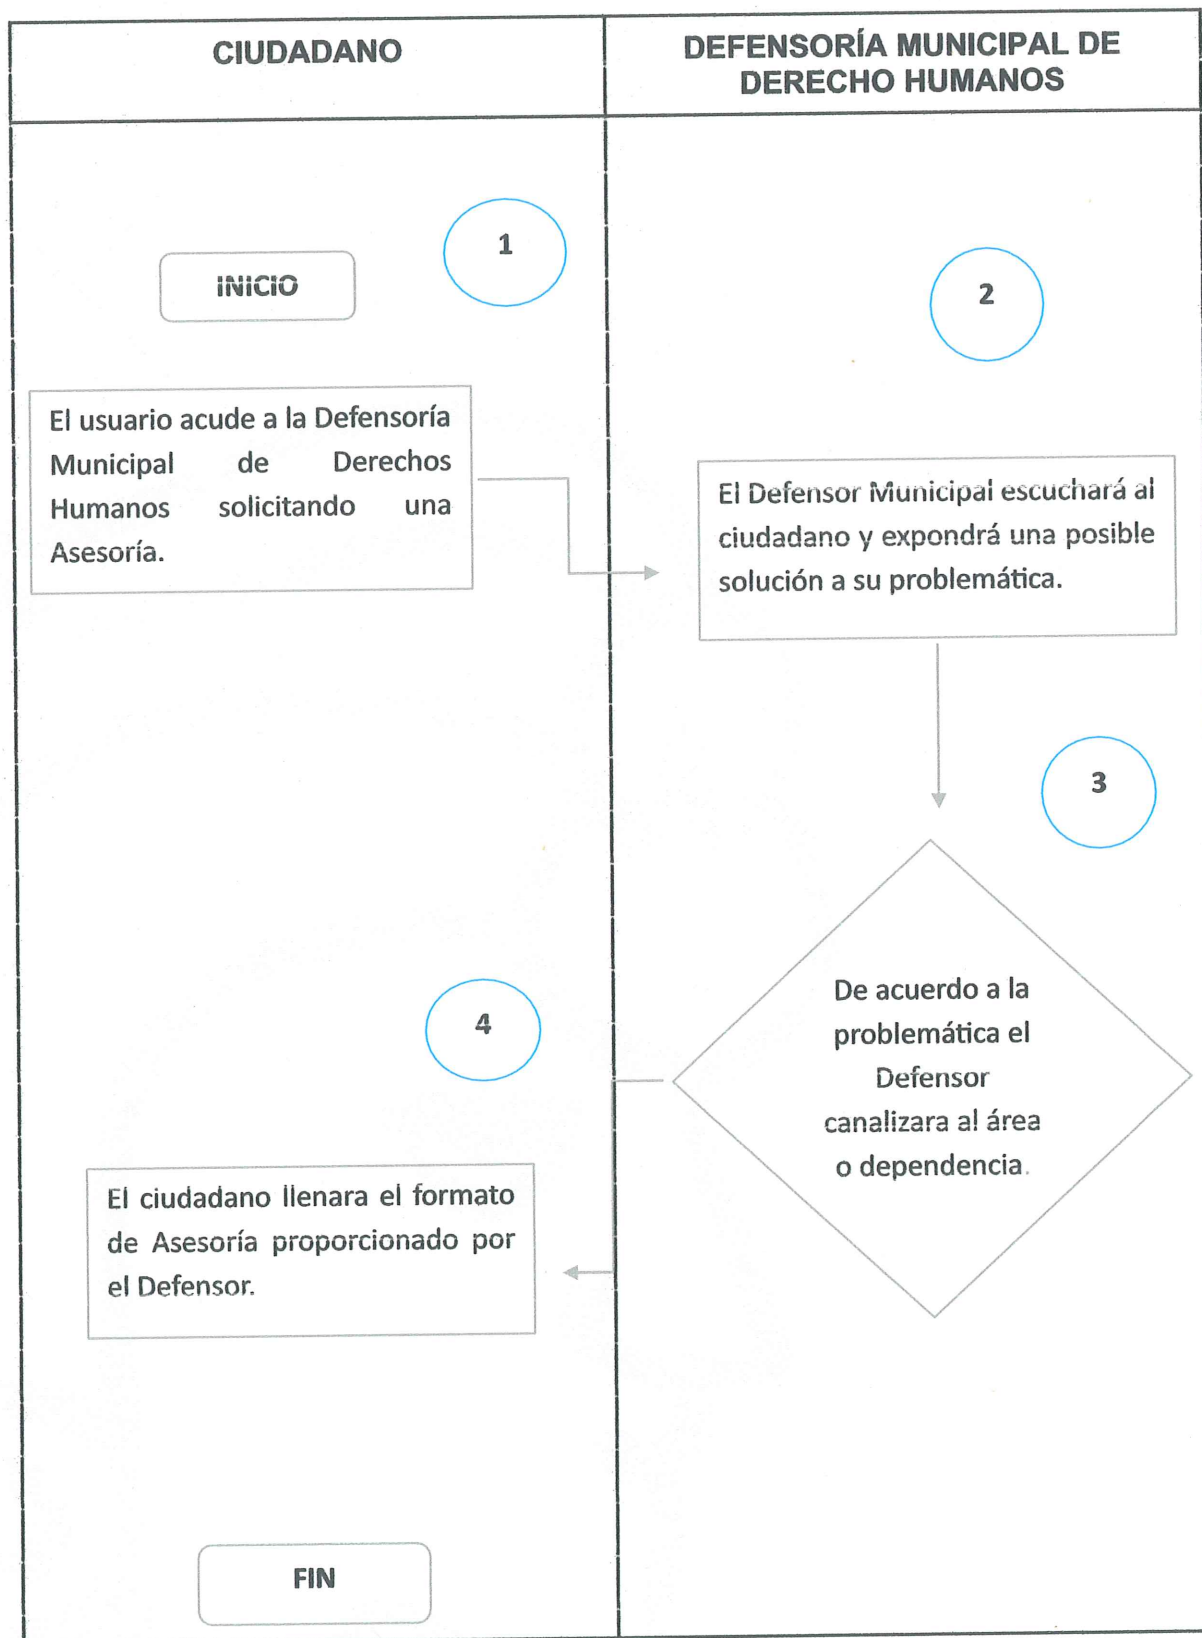 CIUDADANO
DEFENSORÍA MUNICIPAL DE
DERECHO HUMANOS
1
INICIO
2
El usuario acude a la Defensoría
Municipal de Derechos
Humanos solicitando una
Asesoría.
El Defensor Municipal escuchará al
ciudadano y expondrá una posible
solución a su problemática.
3
De acuerdo a la
problemática el
Defensor
canalizara al área
o dependencia.
4
El ciudadano llenara el formato
de Asesoría proporcionado por
el Defensor.
FIN